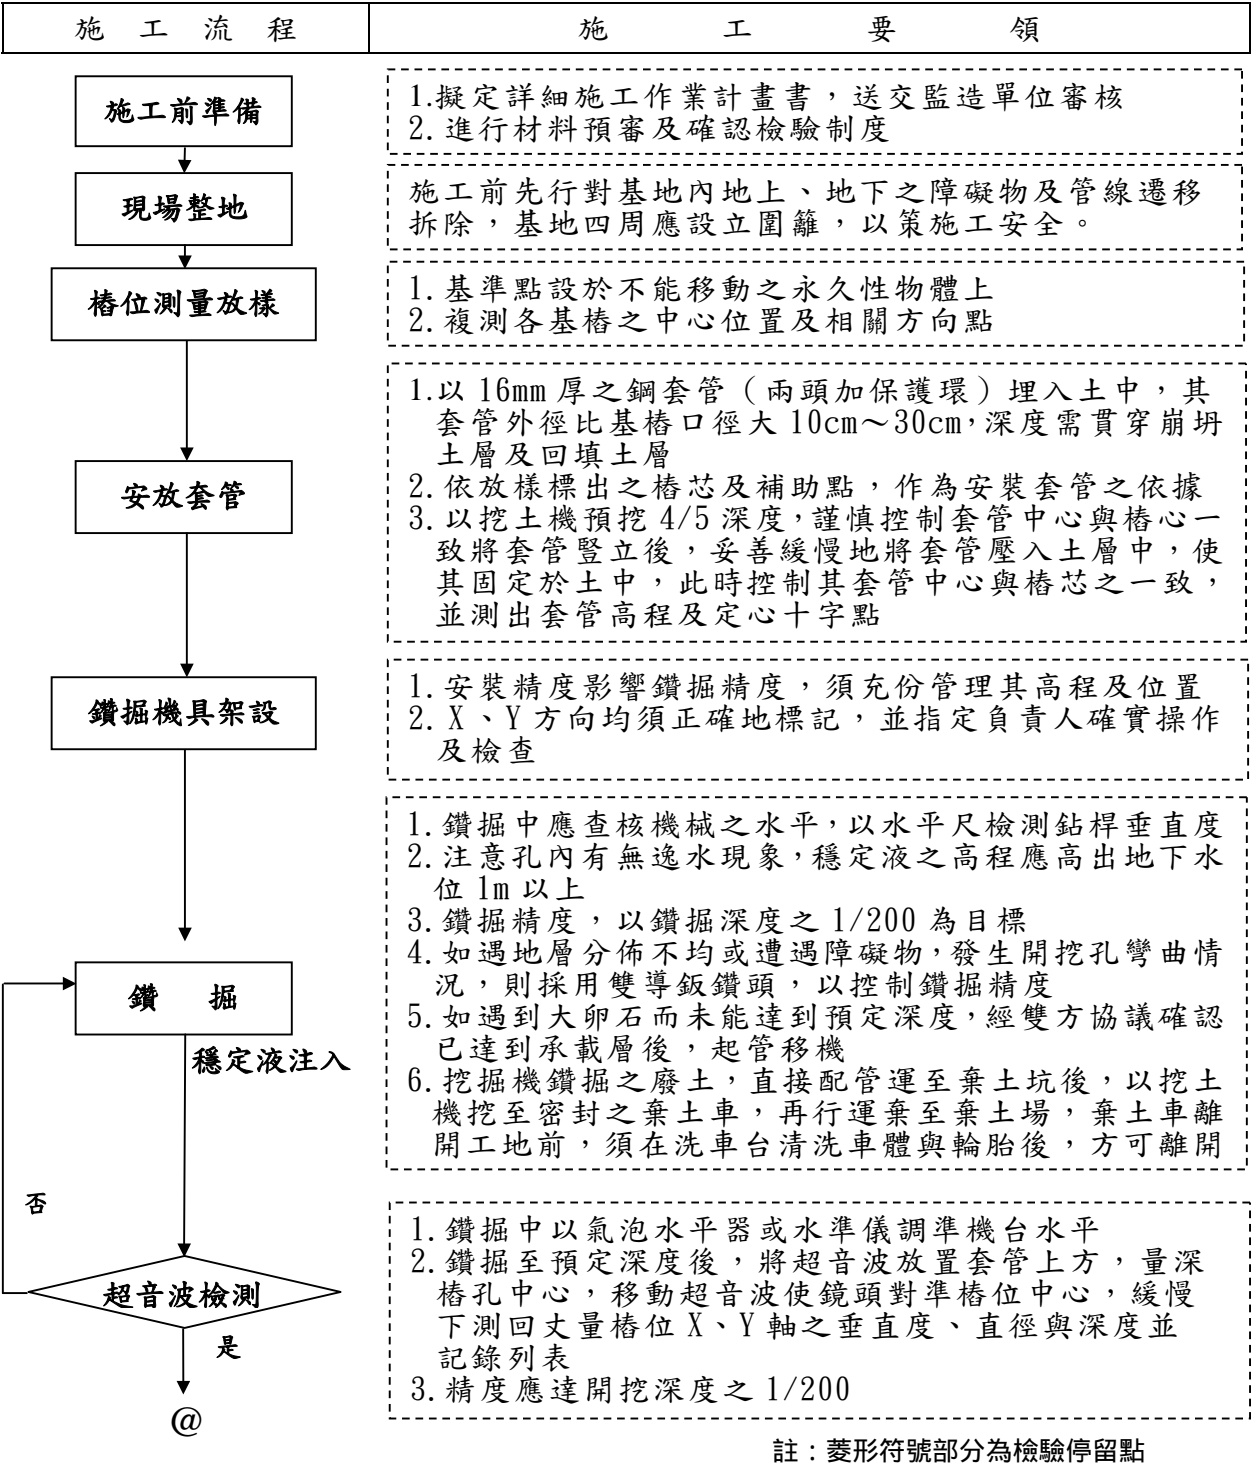 施工流程
施工要領
施工前準備
1.擬定詳細施工作業計畫書，送交監造單位審核
2.進行材料預審及確認檢驗制度
現場整地
施工前先行對基地內地上、地下之障礙物及管線遷移
拆除，基地四周應設立圍籬，以策施工安全。
樁位測量放樣
1.基準點設於不能移動之永久性物體上
2.複測各基樁之中心位置及相關方向點
安放套管
1.以 16mm 厚之鋼套管（兩頭加保護環）埋入土中，其
套管外徑比基樁口徑大 10cm～30cm，深度需貫穿崩坍
土層及回填土層
2.依放樣標出之樁芯及補助點，作為安裝套管之依據
3.以挖土機預挖 4/5 深度，謹慎控制套管中心與樁心一
致將套管豎立後，妥善緩慢地將套管壓入土層中，使
其固定於土中，此時控制其套管中心與樁芯之一致，
並測出套管高程及定心十字點
鑽掘機具架設
1.安裝精度影響鑽掘精度，須充份管理其高程及位置
2.X、Y 方向均須正確地標記，並指定負責人確實操作
及檢查
鑽掘
穩定液注入
1.鑽掘中應查核機械之水平，以水平尺檢測鉆桿垂直度
2.注意孔內有無逸水現象，穩定液之高程應高出地下水
位 1m 以上
3.鑽掘精度，以鑽掘深度之 1/200 為目標
4.如遇地層分佈不均或遭遇障礙物，發生開挖孔彎曲情
況，則採用雙導鈑鑽頭，以控制鑽掘精度
5.如遇到大卵石而未能達到預定深度，經雙方協議確認
已達到承載層後，起管移機
6.挖掘機鑽掘之廢土，直接配管運至棄土坑後，以挖土
機挖至密封之棄土車，再行運棄至棄土場，棄土車離
開工地前，須在洗車台清洗車體與輪胎後，方可離開
否
超音波檢測
是
@
1.鑽掘中以氣泡水平器或水準儀調準機台水平
2.鑽掘至預定深度後，將超音波放置套管上方，量深
樁孔中心，移動超音波使鏡頭對準樁位中心，緩慢
下測回丈量樁位 X、Y 軸之垂直度、直徑與深度並
記錄列表
3.精度應達開挖深度之 1/200
註：菱形符號部分為檢驗停留點